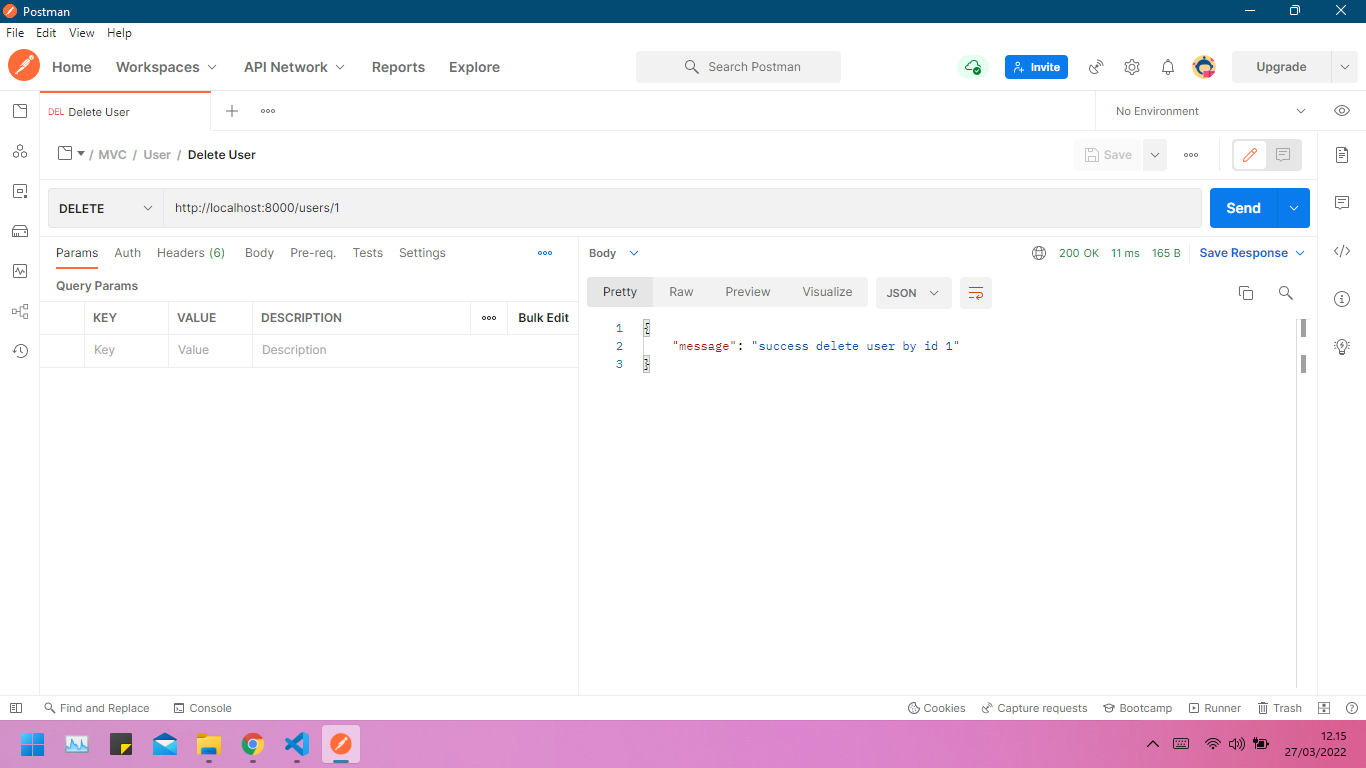 Postman
File Edit View Help
Home Workspaces API Network Reports Explore Search Postman Invite Upgrade
DEL Delete User No Environment
/ MVC / User / Delete User Save
DELETE http://localhost:8000/users/1 Send
Params Auth Headers (6) Body Pre-req. Tests Settings Body 200 OK 11 ms 165 B Save Response
Query Params Pretty Raw Preview Visualize JSON
KEY VALUE DESCRIPTION Bulk Edit
Key Value Description
1 {
2 "message": "success delete user by id 1"
3 }
Find and Replace Console Cookies Capture requests Bootcamp Runner Trash
12.15
27/03/2022